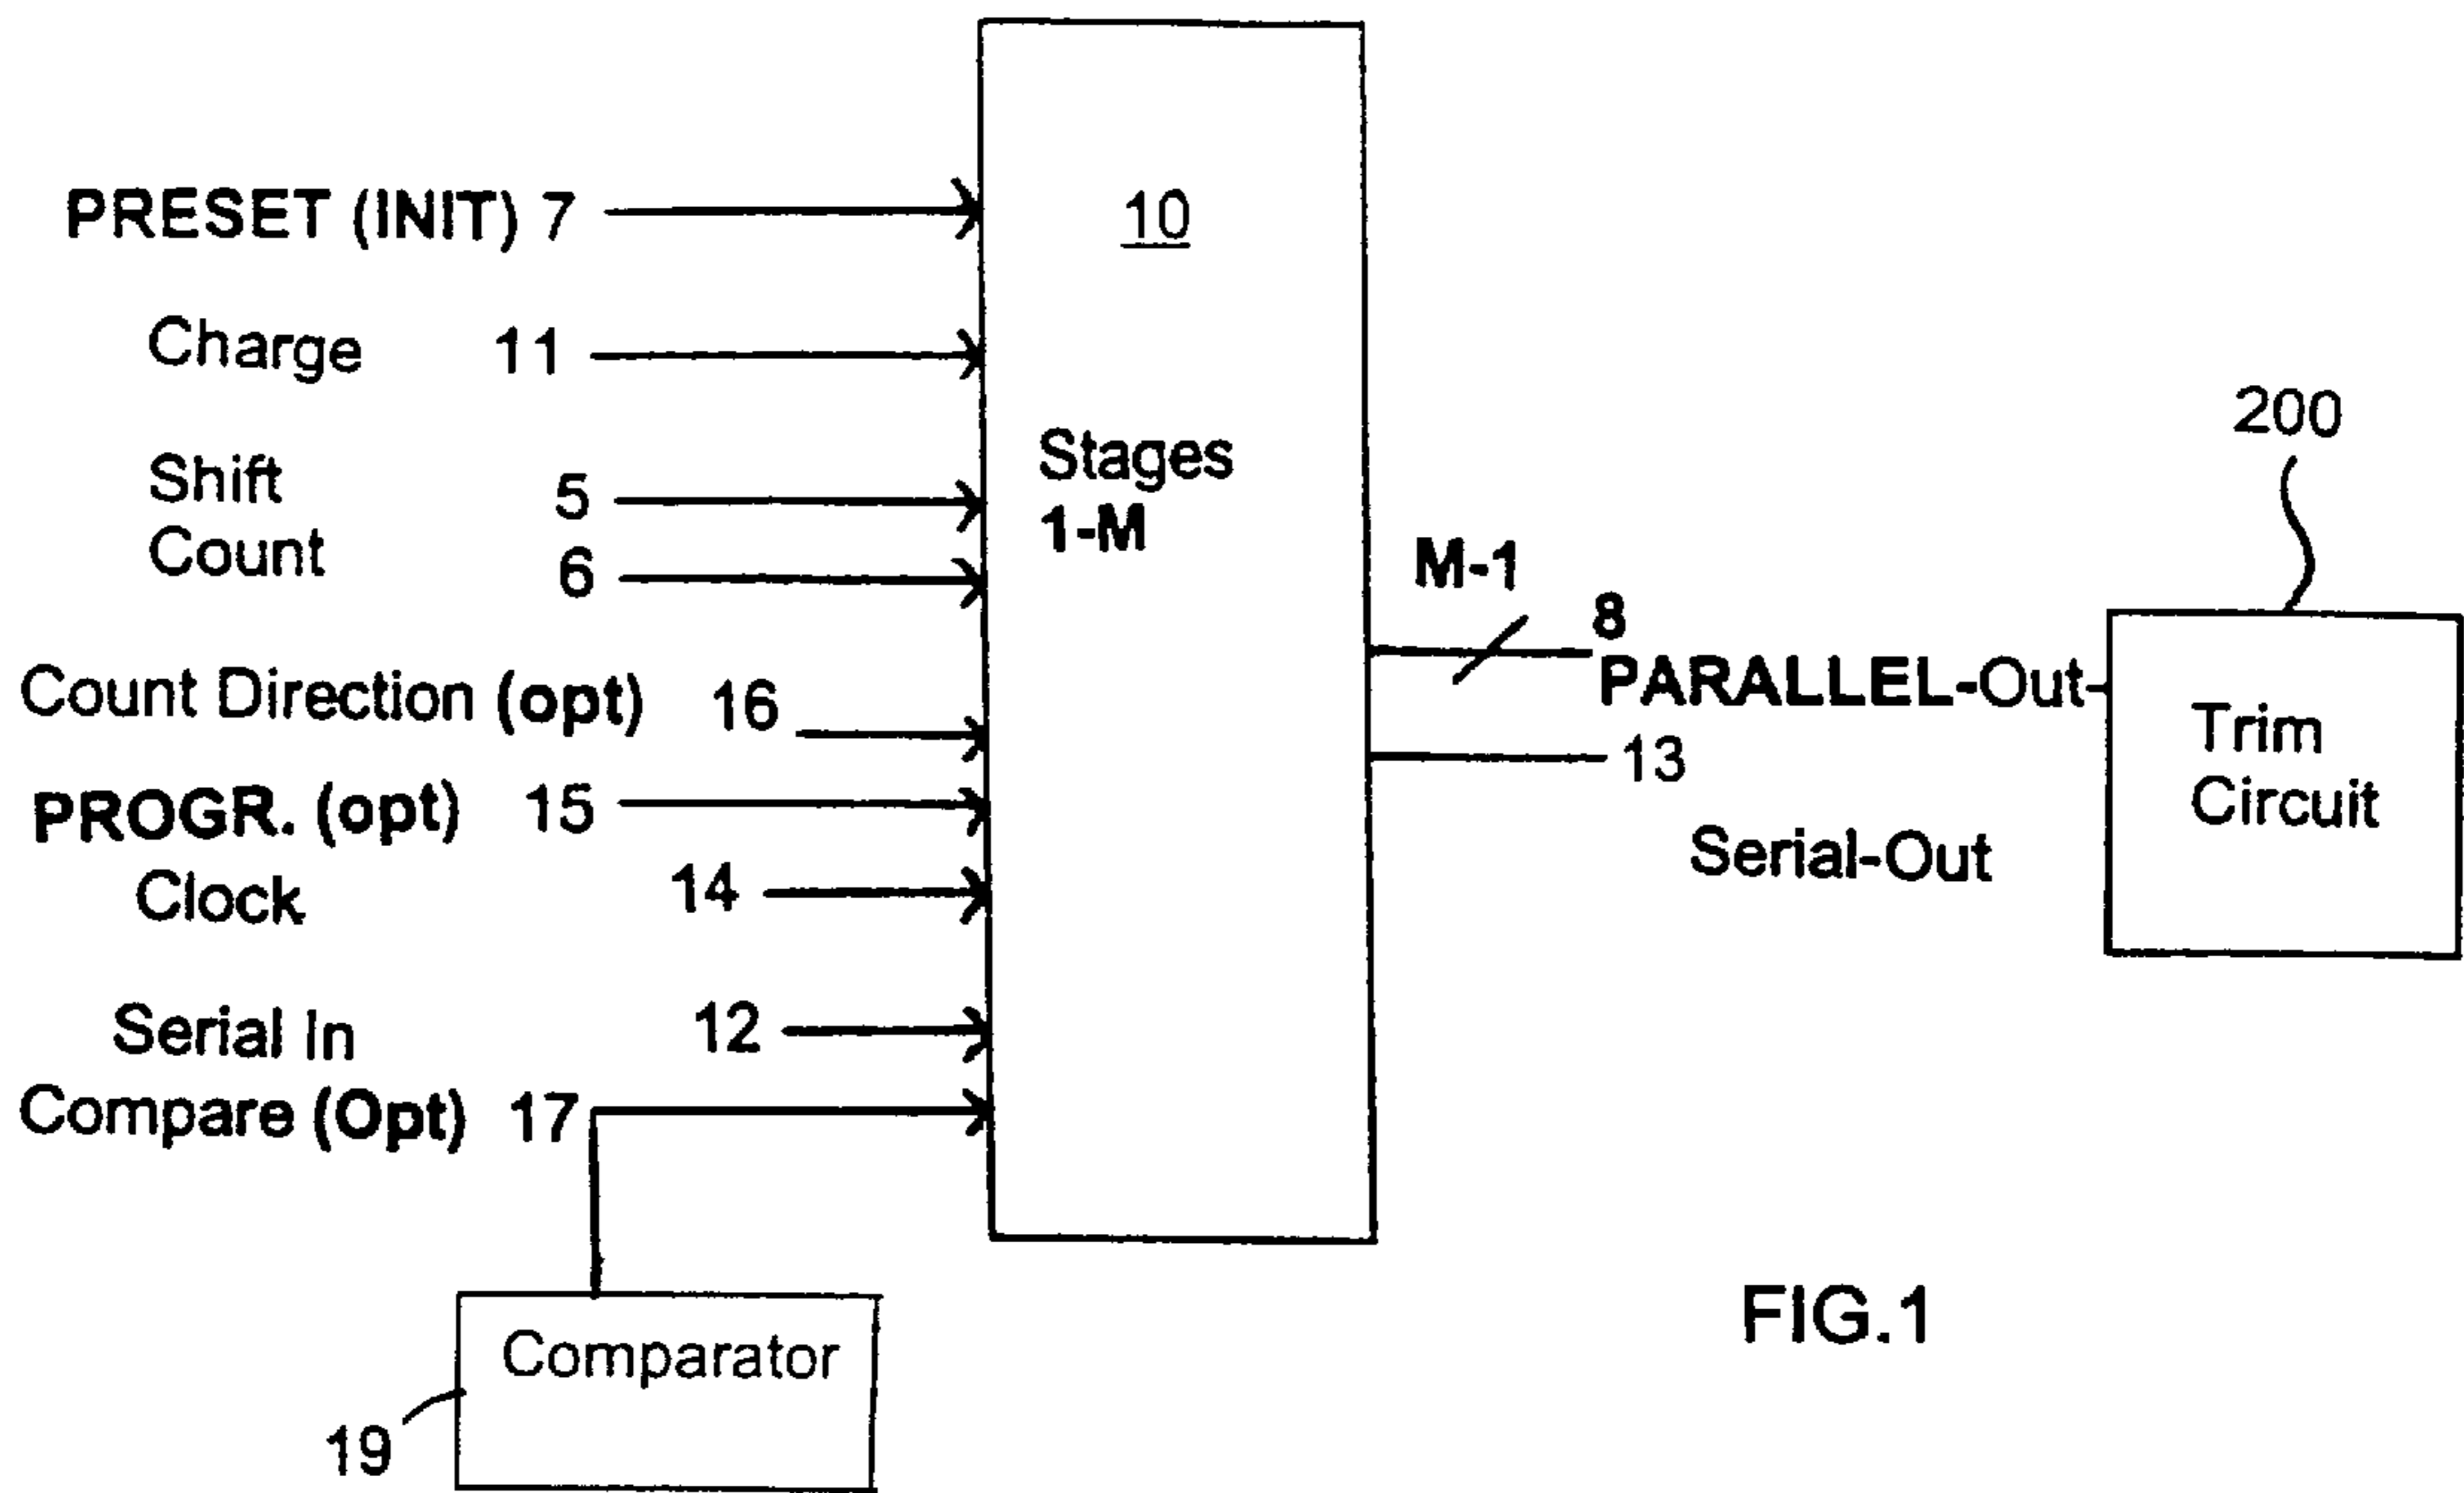 PRESET (INIT) 7
10
Charge 11
Shift 5
Count 6
Stages
1-M
Count Direction (opt) 16
PROGR. (opt) 15
Clock 14
Serial In 12
Compare (Opt) 17
M-1
8
PARALLEL-Out
13
Serial-Out
200
Trim
Circuit
Comparator
19
FIG.1